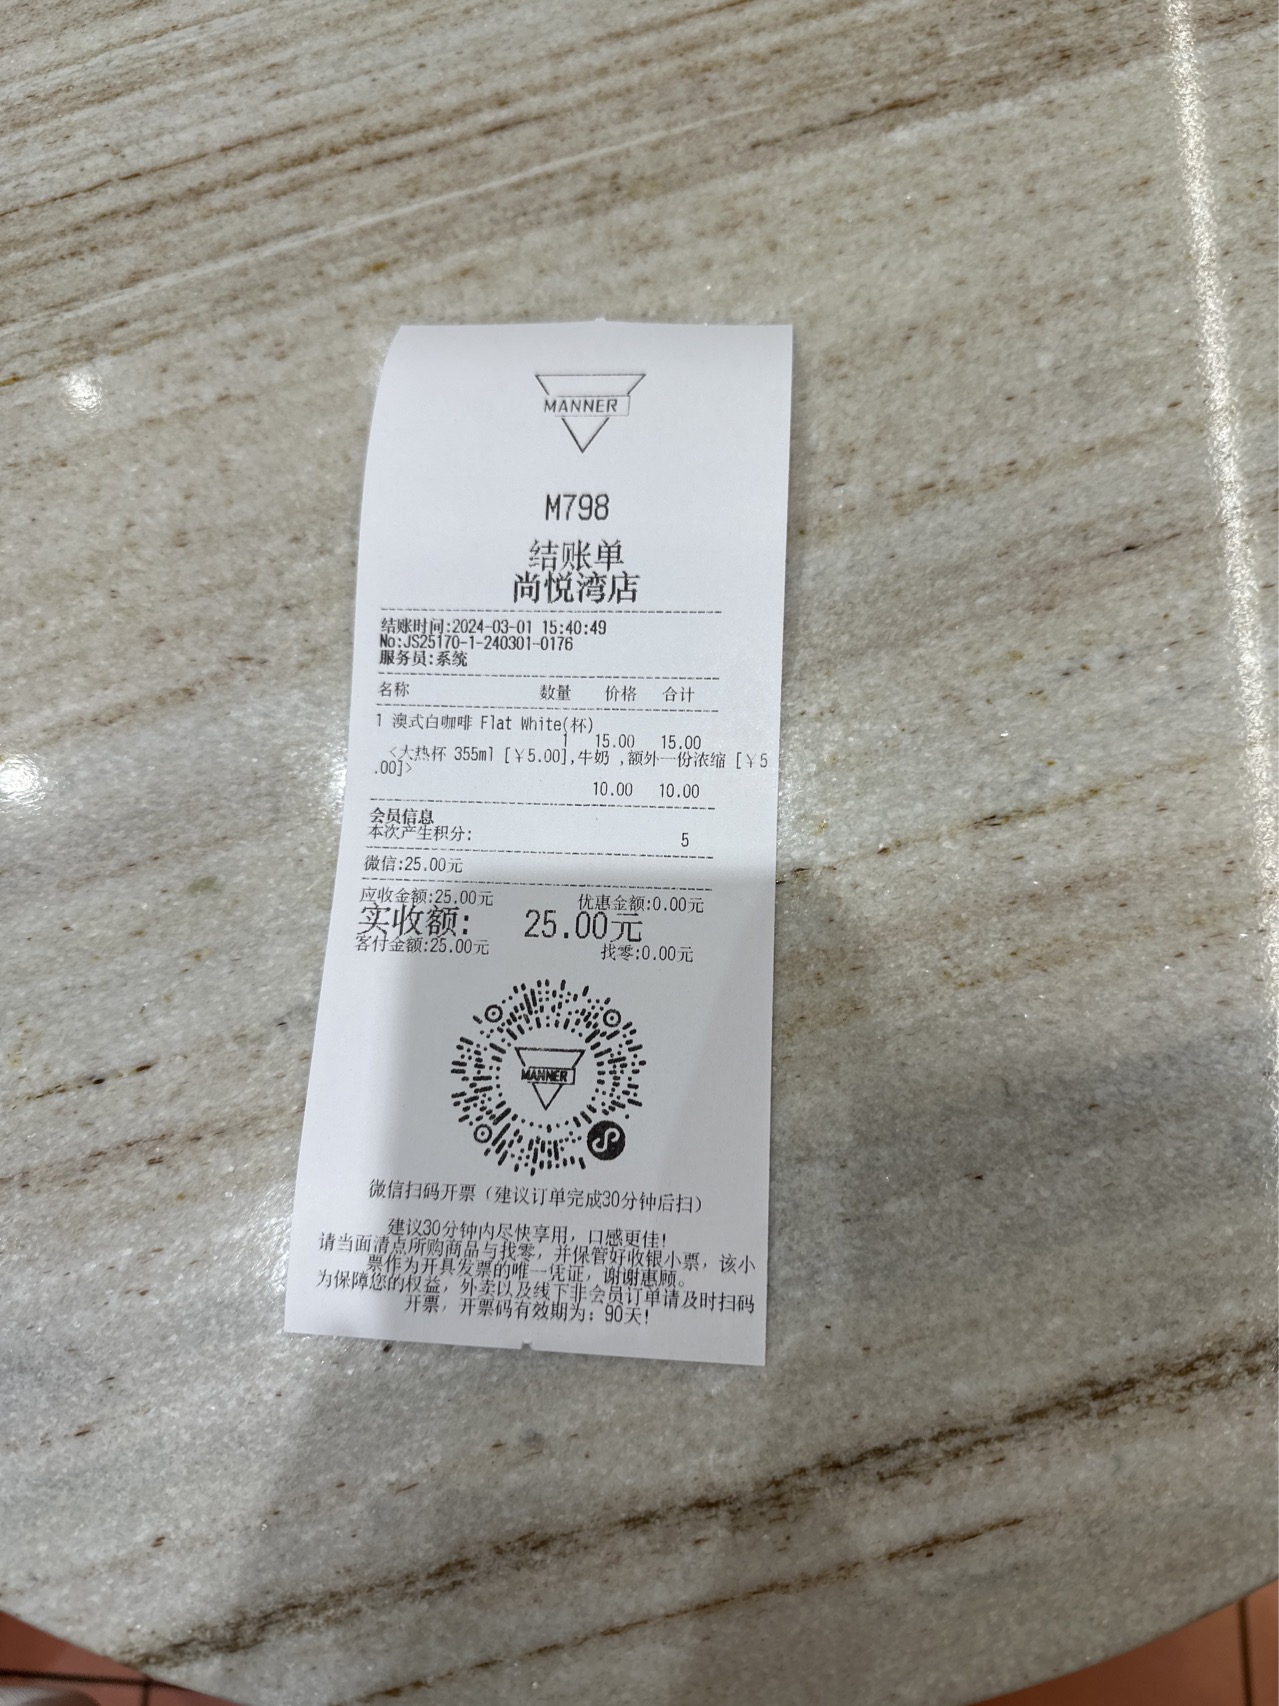 MANNER
M798
结账单
尚悦湾店
结账时间:2024-03-01 15:40:49
No:JS25170-1-240301-0176
服务员:系统
名称 数量 价格 合计
1 澳式白咖啡 Flat White(杯)
1 15.00 15.00
<大热杯 355ml [￥5.00],牛奶 ,额外一份浓缩 [￥5
.00]>
10.00 10.00
会员信息
本次产生积分: 5
微信:25.00元
应收金额:25.00元 优惠金额:0.00元
实收额: 25.00元
客付金额:25.00元 找零:0.00元
MANNER
微信扫码开票（建议订单完成30分钟后扫）
建议30分钟内尽快享用，口感更佳!
请当面清点所购商品与找零，并保管好收银小票，该小
票作为开具发票的唯一凭证，谢谢惠顾。
为保障您的权益，外卖以及线下非会员订单请及时扫码
开票，开票码有效期为：90天!